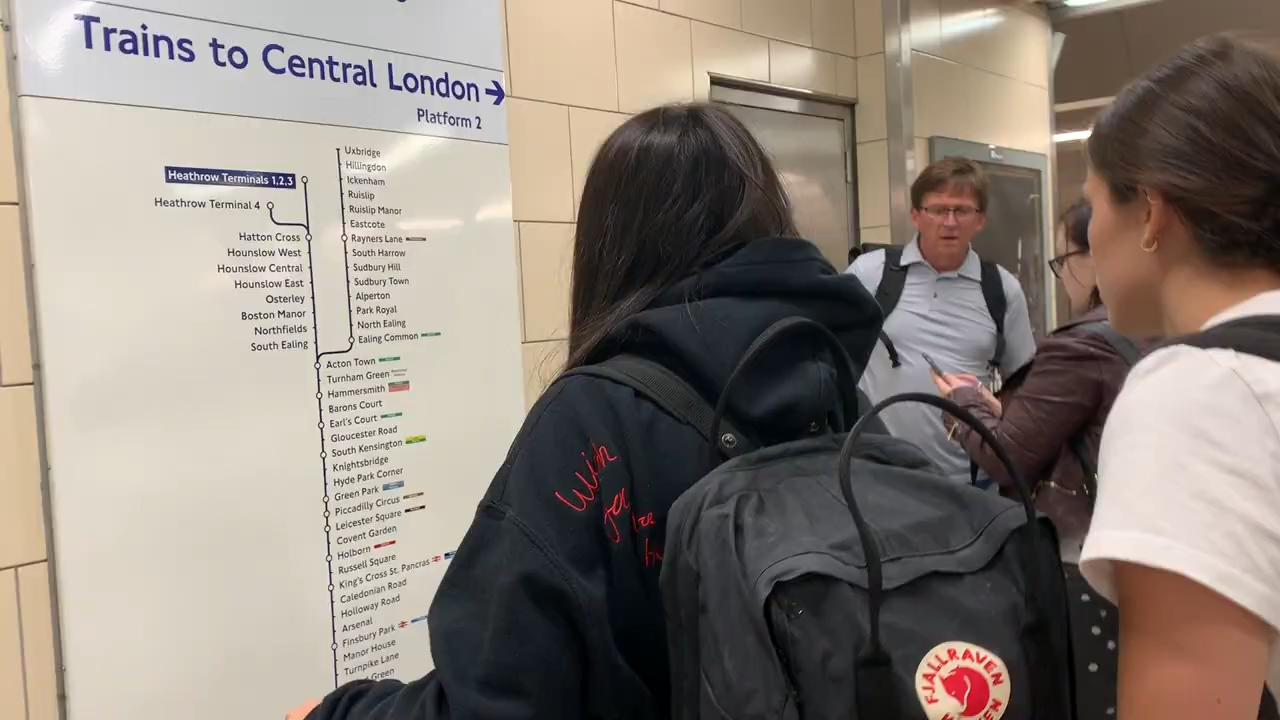 Trains to Central London →
Platform 2
Uxbridge
Hillingdon
Ickenham
Ruislip
Ruislip Manor
Eastcote
Rayners Lane
South Harrow
Sudbury Hill
Sudbury Town
Alperton
Park Royal
North Ealing
Ealing Common
Heathrow Terminals 1,2,3
Heathrow Terminal 4
Hatton Cross
Hounslow West
Hounslow Central
Hounslow East
Osterley
Boston Manor
Northfields
South Ealing
Acton Town
Turnham Green
Hammersmith
Barons Court
Earl's Court
Gloucester Road
South Kensington
Knightsbridge
Hyde Park Corner
Green Park
Piccadilly Circus
Leicester Square
Covent Garden
Holborn
Russell Square
King's Cross St. Pancras
Caledonian Road
Holloway Road
Arsenal
Finsbury Park
Manor House
Turnpike Lane
Green
Wish
FJALLRAVEN